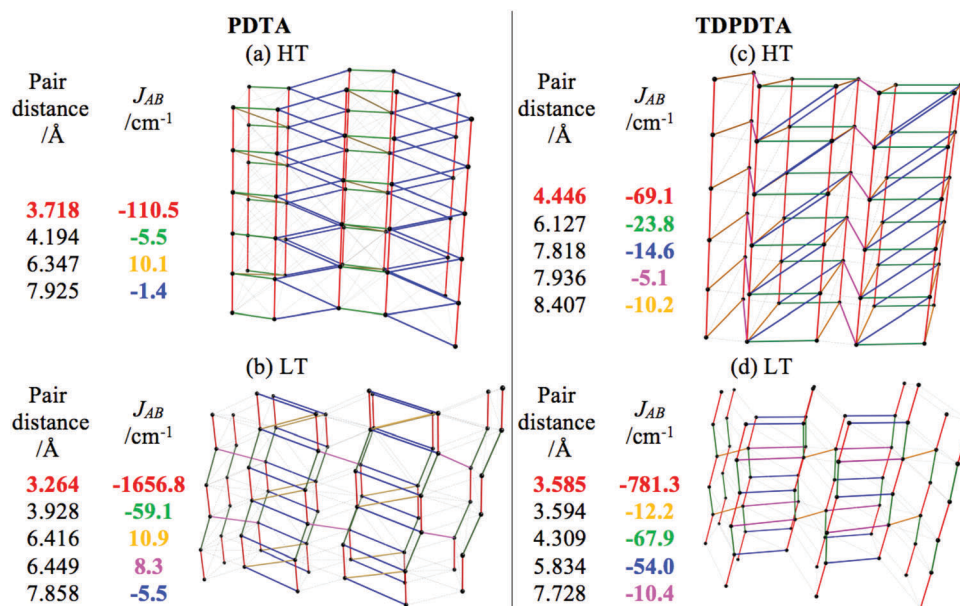 PDTA
(a) HT
Pair distance /Å
J_AB /cm⁻¹
3.718 -110.5
4.194 -5.5
6.347 10.1
7.925 -1.4
(b) LT
Pair distance /Å
J_AB /cm⁻¹
3.264 -1656.8
3.928 -59.1
6.416 10.9
6.449 8.3
7.858 -5.5
TDPDTA
(c) HT
Pair distance /Å
J_AB /cm⁻¹
4.446 -69.1
6.127 -23.8
7.818 -14.6
7.936 -5.1
8.407 -10.2
(d) LT
Pair distance /Å
J_AB /cm⁻¹
3.585 -781.3
3.594 -12.2
4.309 -67.9
5.834 -54.0
7.728 -10.4